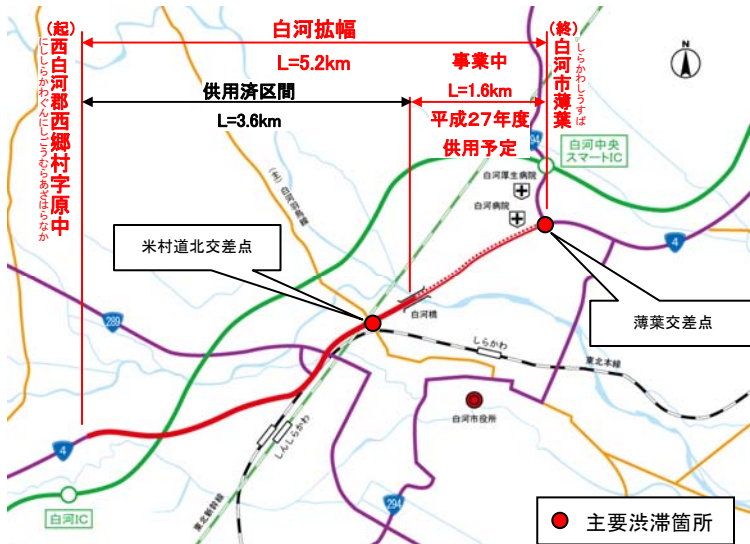 白河拡幅
L=5.2km
(起)西白河郡西郷村字原中
にししらかわぐんにしごうむらあざはらなか
(終)白河市薄葉
しらかわしうすば
供用済区間
L=3.6km
事業中
L=1.6km
平成27年度
供用予定
N
294
白河中央
スマートIC
白河厚生病院
白河病院
(主)白河羽鳥線
米村道北交差点
4
白河橋
薄葉交差点
289
しらかわ
東北本線
白河市役所
しんしらかわ
4
東北新幹線
294
白河IC
主要渋滞箇所